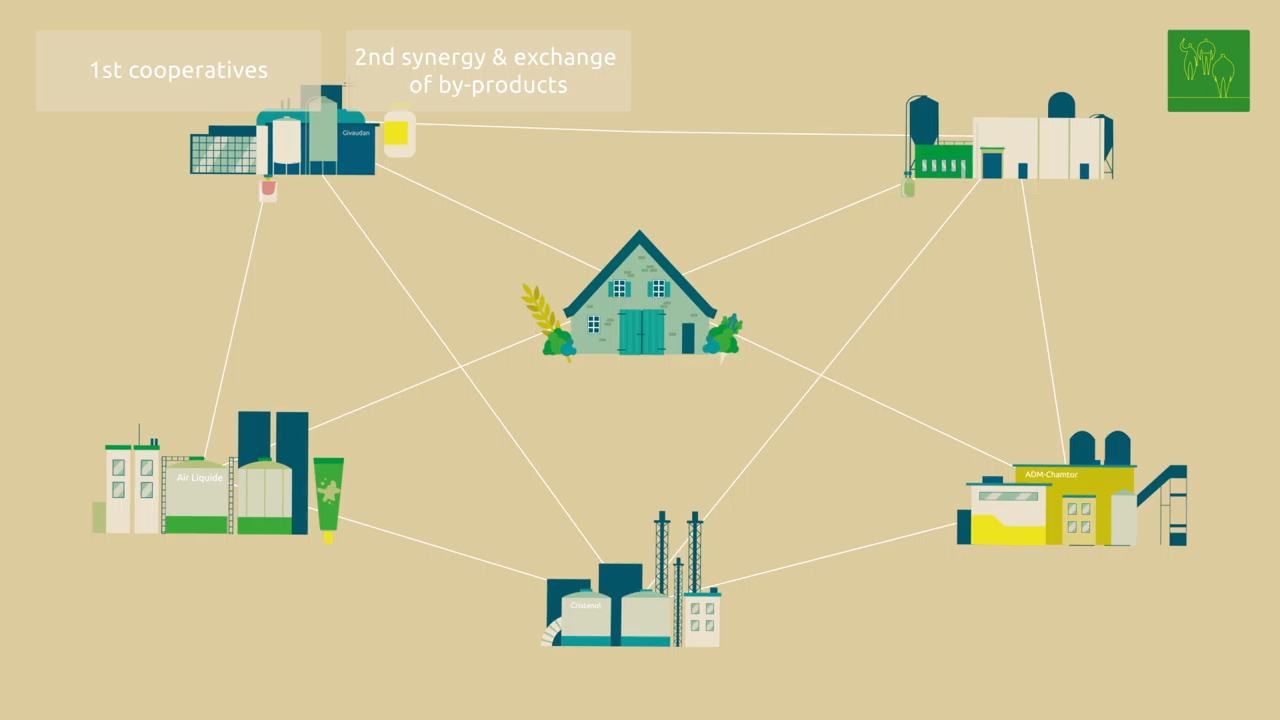 1st cooperatives
2nd synergy & exchange
of by-products
Givaudan
Air Liquide
ADM-Chamtor
Cristanol